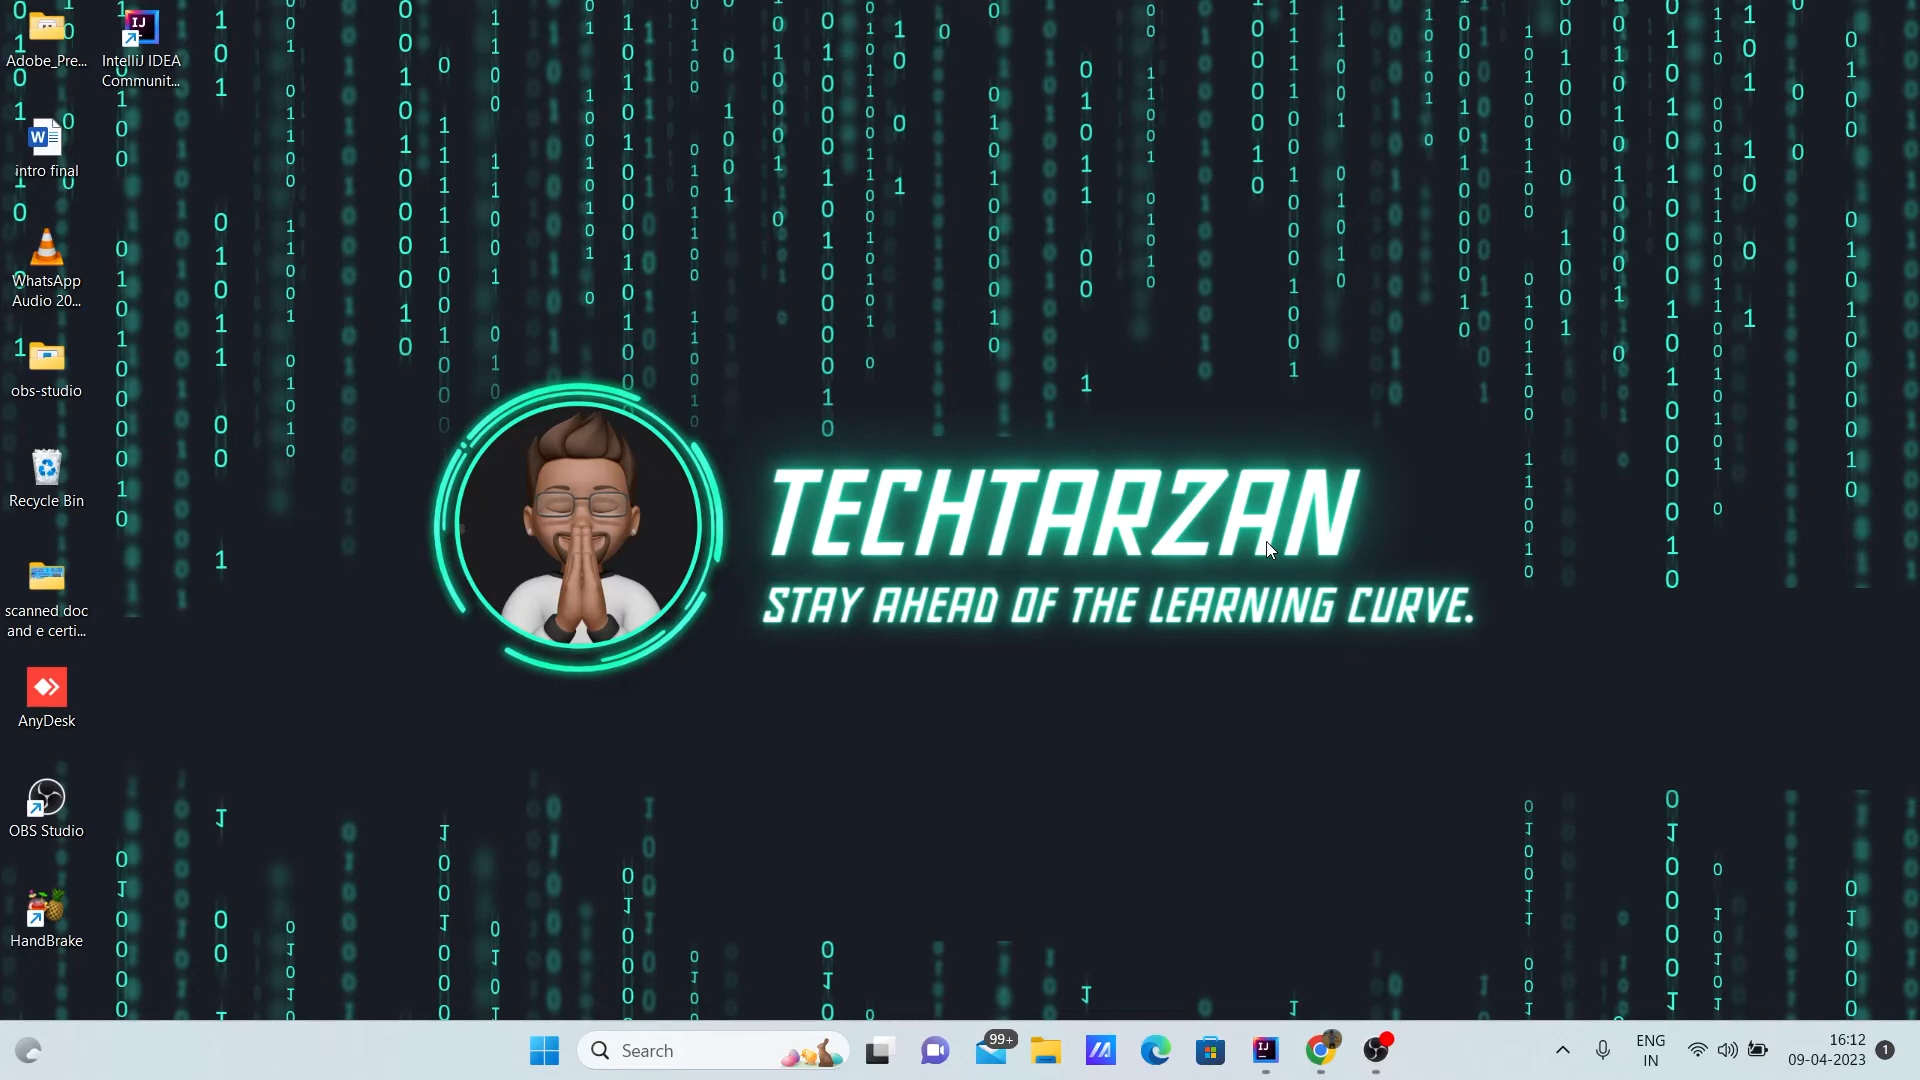 Adobe_Pre...
IntelliJ IDEA
Communit...
intro final
WhatsApp
Audio 20...
obs-studio
Recycle Bin
scanned doc
and e certi...
AnyDesk
OBS Studio
HandBrake
TECHTARZAN
STAY AHEAD OF THE LEARNING CURVE.
Search
99+
ENG
IN
16:12
09-04-2023
1